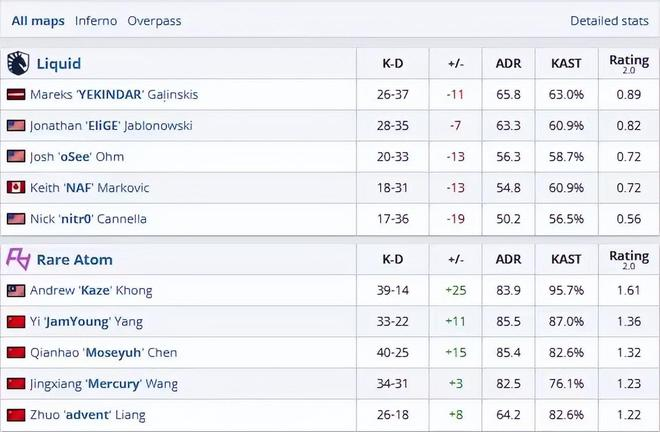 All maps Inferno Overpass Detailed stats
Liquid K-D +/- ADR KAST Rating 2.0
Mareks 'YEKINDAR' Gaļinskis 26-37 -11 65.8 63.0% 0.89
Jonathan 'EliGE' Jablonowski 28-35 -7 63.3 60.9% 0.82
Josh 'oSee' Ohm 20-33 -13 56.3 58.7% 0.72
Keith 'NAF' Markovic 18-31 -13 54.8 60.9% 0.72
Nick 'nitr0' Cannella 17-36 -19 50.2 56.5% 0.56
Rare Atom K-D +/- ADR KAST Rating 2.0
Andrew 'Kaze' Khong 39-14 +25 83.9 95.7% 1.61
Yi 'JamYoung' Yang 33-22 +11 85.5 87.0% 1.36
Qianhao 'Moseyuh' Chen 40-25 +15 85.4 82.6% 1.32
Jingxiang 'Mercury' Wang 34-31 +3 82.5 76.1% 1.23
Zhuo 'advent' Liang 26-18 +8 64.2 82.6% 1.22